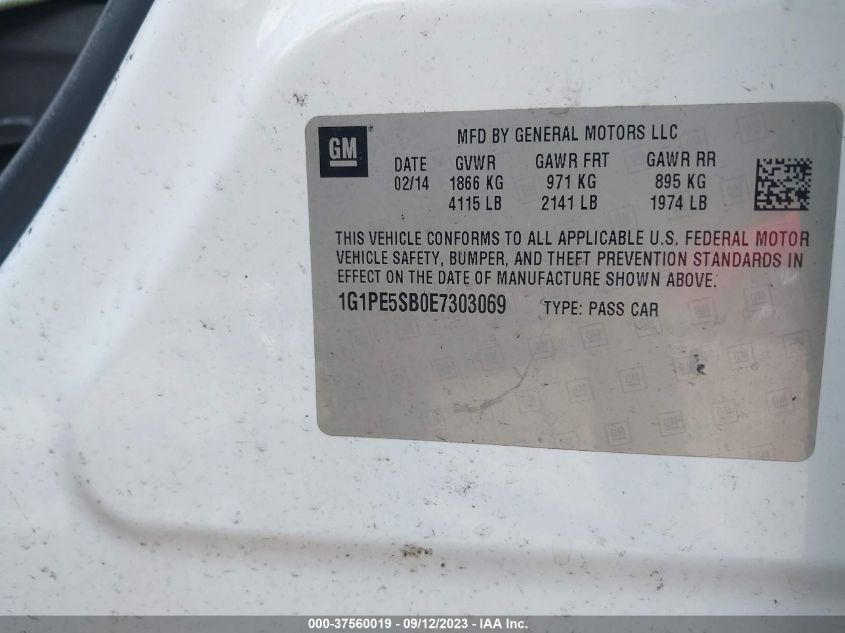 GM ®
MFD BY GENERAL MOTORS LLC
DATE GVWR GAWR FRT GAWR RR
02/14 1866 KG 971 KG 895 KG
4115 LB 2141 LB 1974 LB
THIS VEHICLE CONFORMS TO ALL APPLICABLE U.S. FEDERAL MOTOR
VEHICLE SAFETY, BUMPER, AND THEFT PREVENTION STANDARDS IN
EFFECT ON THE DATE OF MANUFACTURE SHOWN ABOVE.
1G1PE5SB0E7303069 TYPE: PASS CAR
000-37560019 - 09/12/2023 - IAA Inc.